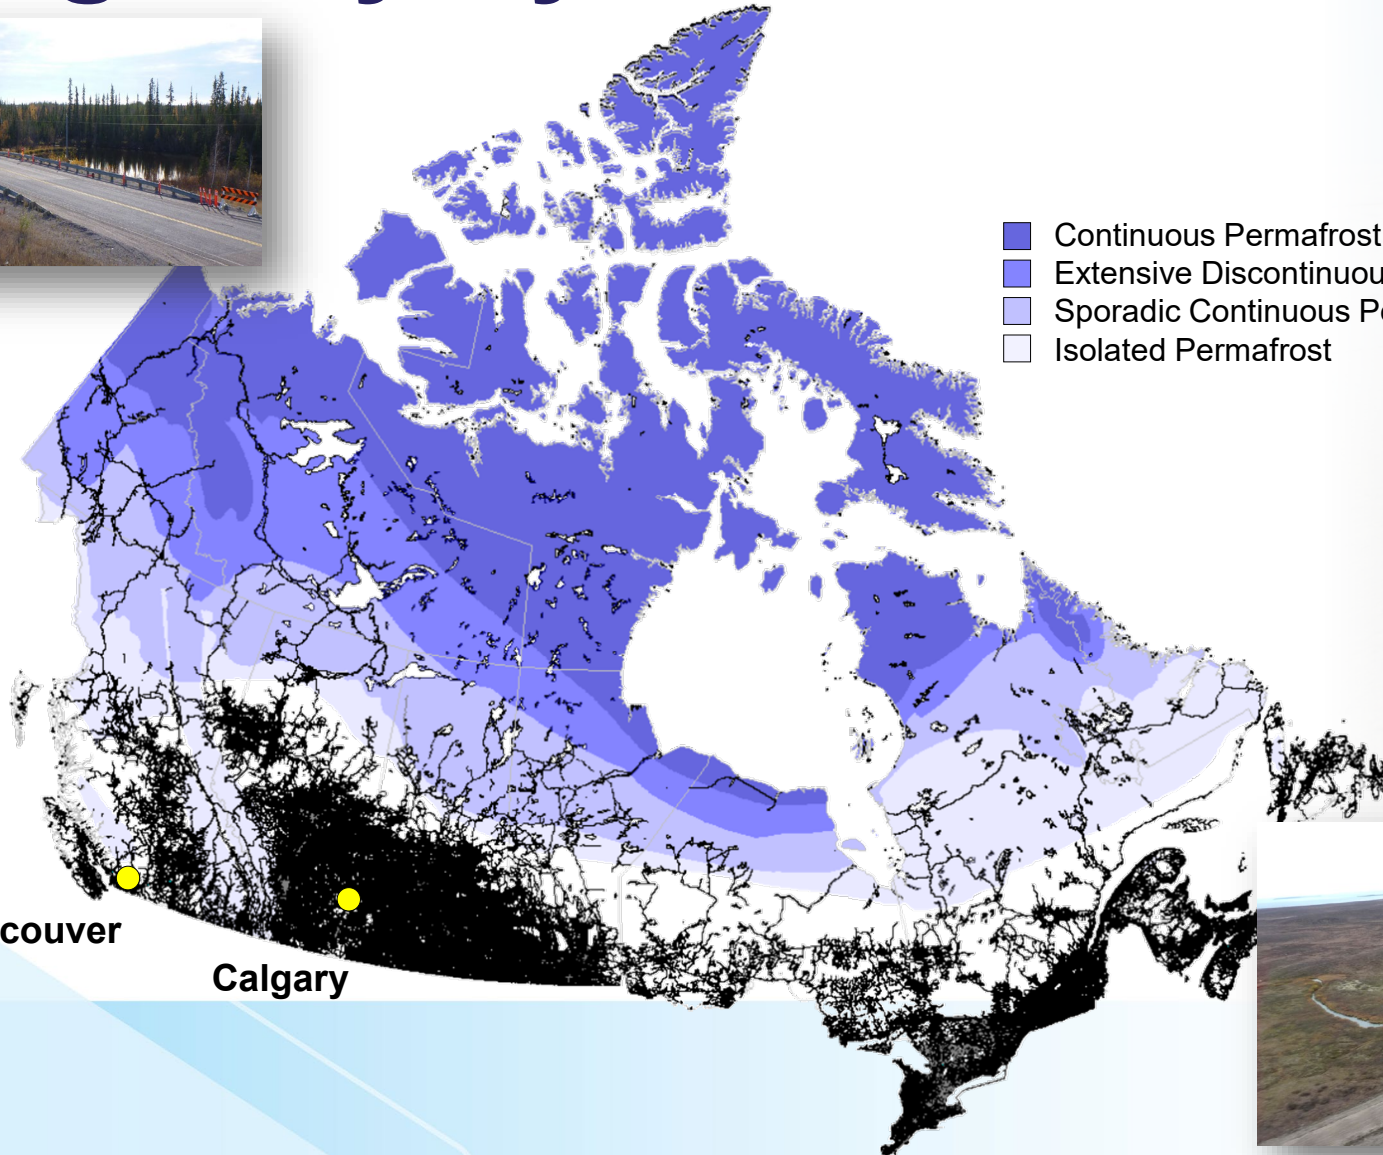 Continuous Permafrost
Extensive Discontinuou
Sporadic Continuous P
Isolated Permafrost
couver
Calgary